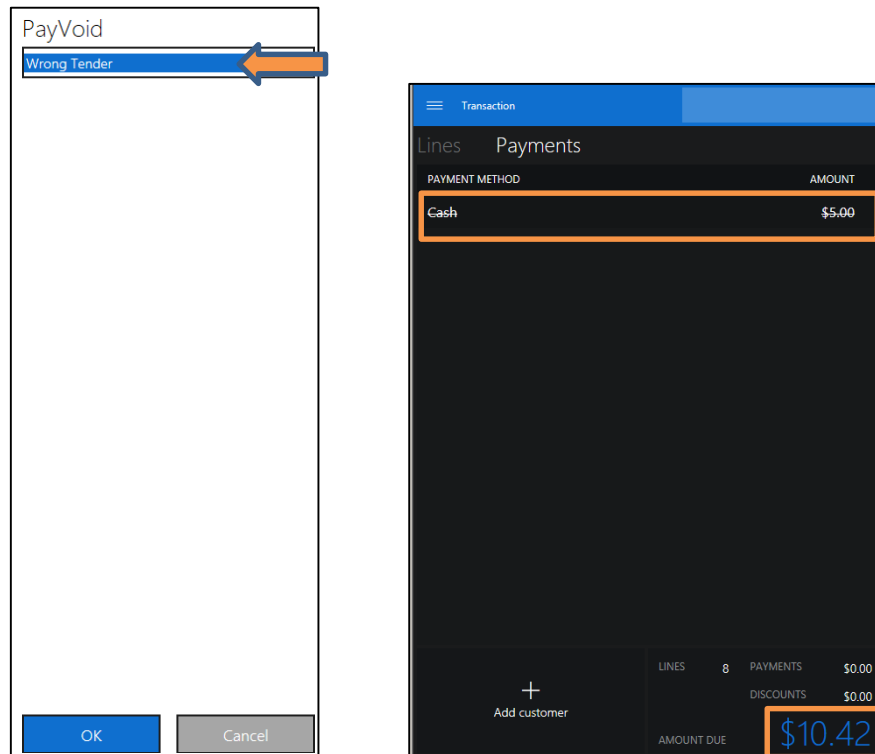 PayVoid
Wrong Tender
OK
Cancel
Transaction
Lines Payments
PAYMENT METHOD AMOUNT
Cash $5.00
Add customer
LINES 8 PAYMENTS $0.00
DISCOUNTS $0.00
AMOUNT DUE $10.42